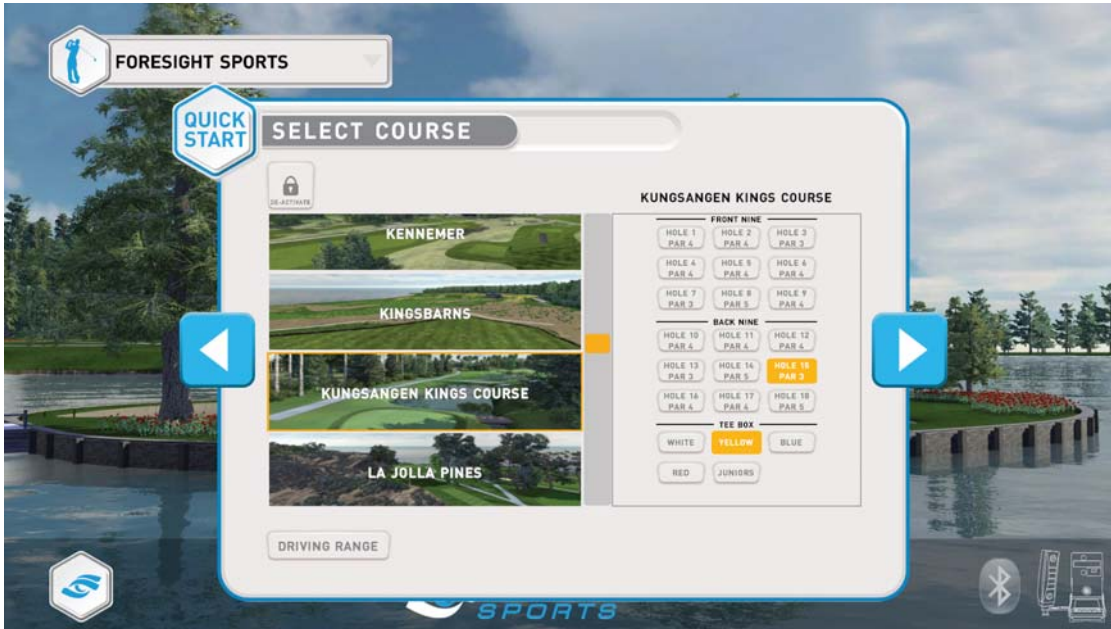 FORESIGHT SPORTS
QUICK
START
SELECT COURSE
DE-ACTIVATE
KENNEMER
KINGSBARNS
KUNGSANGEN KINGS COURSE
LA JOLLA PINES
DRIVING RANGE
KUNGSANGEN KINGS COURSE
FRONT NINE
HOLE 1 HOLE 2 HOLE 3
PAR 4 PAR 4 PAR 3
HOLE 4 HOLE 5 HOLE 6
PAR 4 PAR 4 PAR 4
HOLE 7 HOLE 8 HOLE 9
PAR 3 PAR 5 PAR 4
BACK NINE
HOLE 10 HOLE 11 HOLE 12
PAR 4 PAR 4 PAR 4
HOLE 13 HOLE 14 HOLE 15
PAR 3 PAR 5 PAR 3
HOLE 16 HOLE 17 HOLE 18
PAR 4 PAR 4 PAR 5
TEE BOX
WHITE YELLOW BLUE
RED JUNIORS
SPORTS